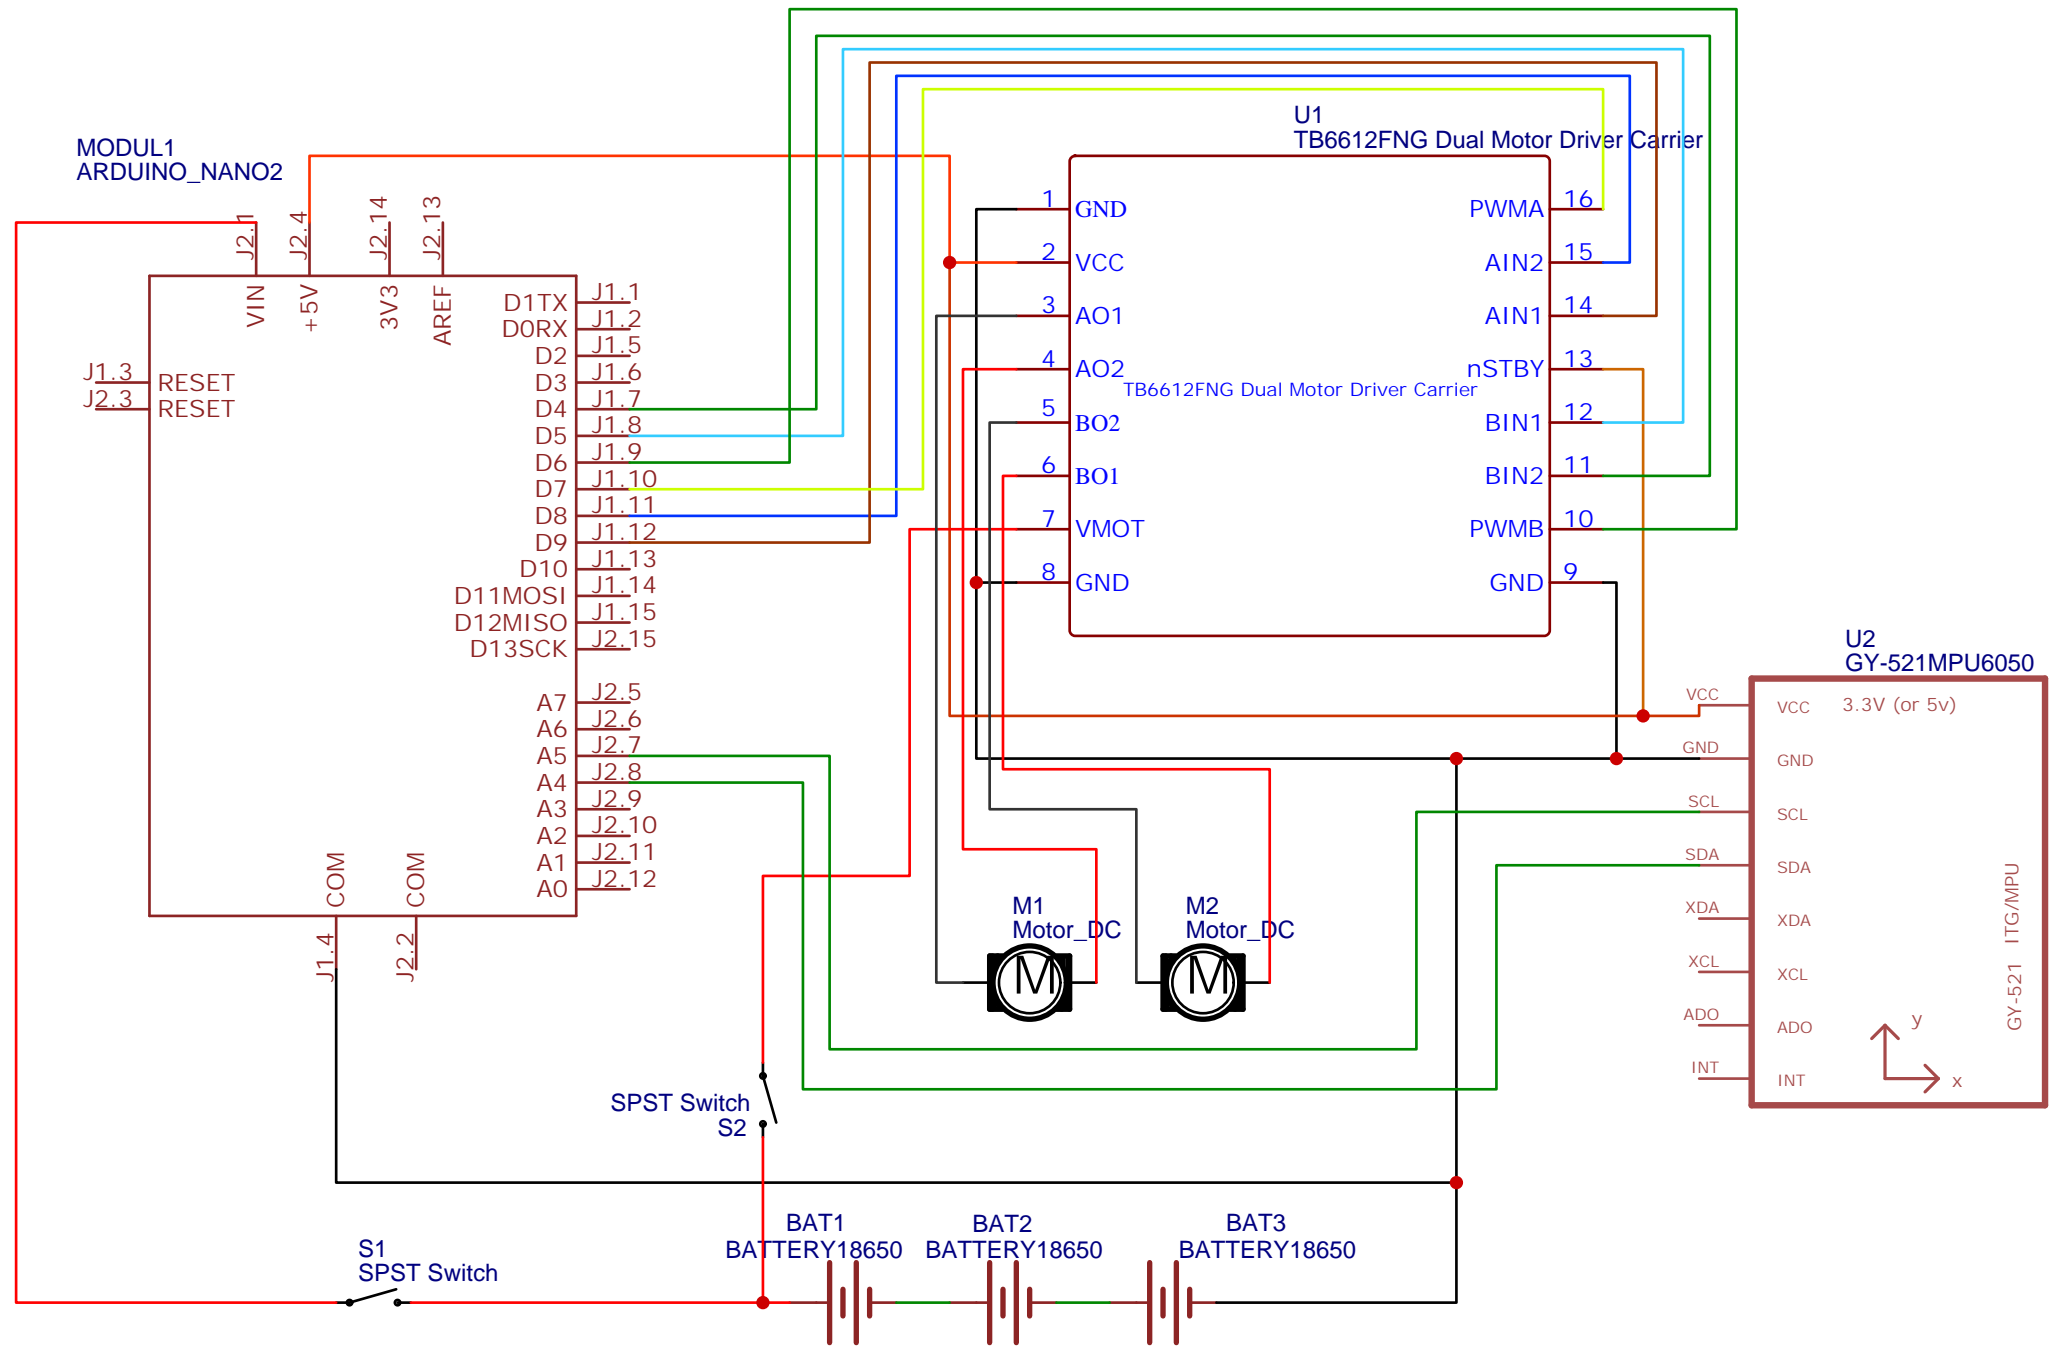 MODUL1
ARDUINO_NANO2
J2.1
J2.4
J2.14
J2.13
VIN
+5V
3V3
AREF
J1.3
RESET
J2.3
RESET
D1TX
J1.1
D0RX
J1.2
D2
J1.5
D3
J1.6
D4
J1.7
D5
J1.8
D6
J1.9
D7
J1.10
D8
J1.11
D9
J1.12
D10
J1.13
D11MOSI
J1.14
D12MISO
J1.15
D13SCK
J2.15
A7
J2.5
A6
J2.6
A5
J2.7
A4
J2.8
A3
J2.9
A2
J2.10
A1
J2.11
A0
J2.12
COM
COM
J1.4
J2.2
U1
TB6612FNG Dual Motor Driver Carrier
1
GND
2
VCC
3
AO1
4
AO2
5
BO2
6
BO1
7
VMOT
8
GND
TB6612FNG Dual Motor Driver Carrier
PWMA
16
AIN2
15
AIN1
14
nSTBY
13
BIN1
12
BIN2
11
PWMB
10
GND
9
U2
GY-521MPU6050
VCC
VCC
3.3V (or 5v)
GND
GND
SCL
SCL
SDA
SDA
XDA
XDA
XCL
XCL
ADO
ADO
INT
INT
GY-521 ITG/MPU
y
x
M1
Motor_DC
M
M2
Motor_DC
M
SPST Switch
S2
S1
SPST Switch
BAT1
BATTERY18650
BAT2
BATTERY18650
BAT3
BATTERY18650